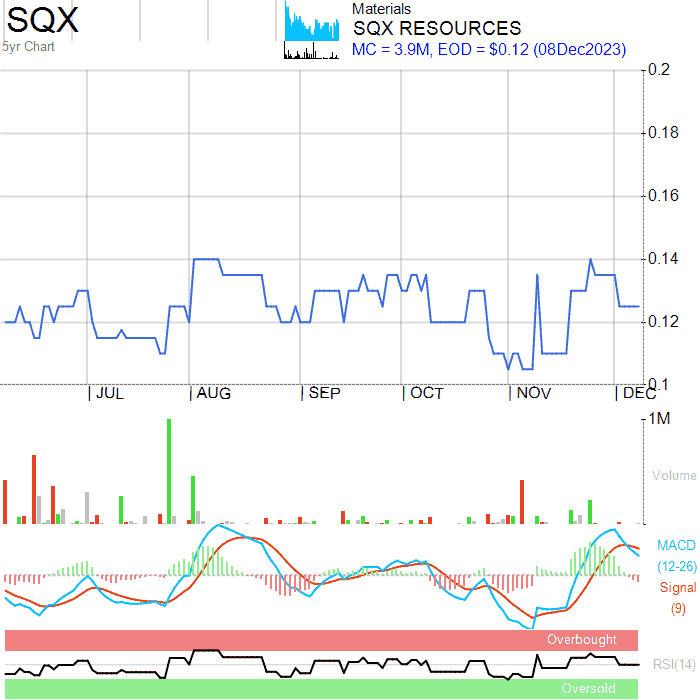 SQX
5yr Chart
Materials
SQX RESOURCES
MC = 3.9M, EOD = $0.12 (08Dec2023)
0.2
0.18
0.16
0.14
0.12
0.1
JUL AUG SEP OCT NOV DEC
1M
Volume
MACD
(12-26)
Signal
(9)
Overbought
RSI(14)
Oversold